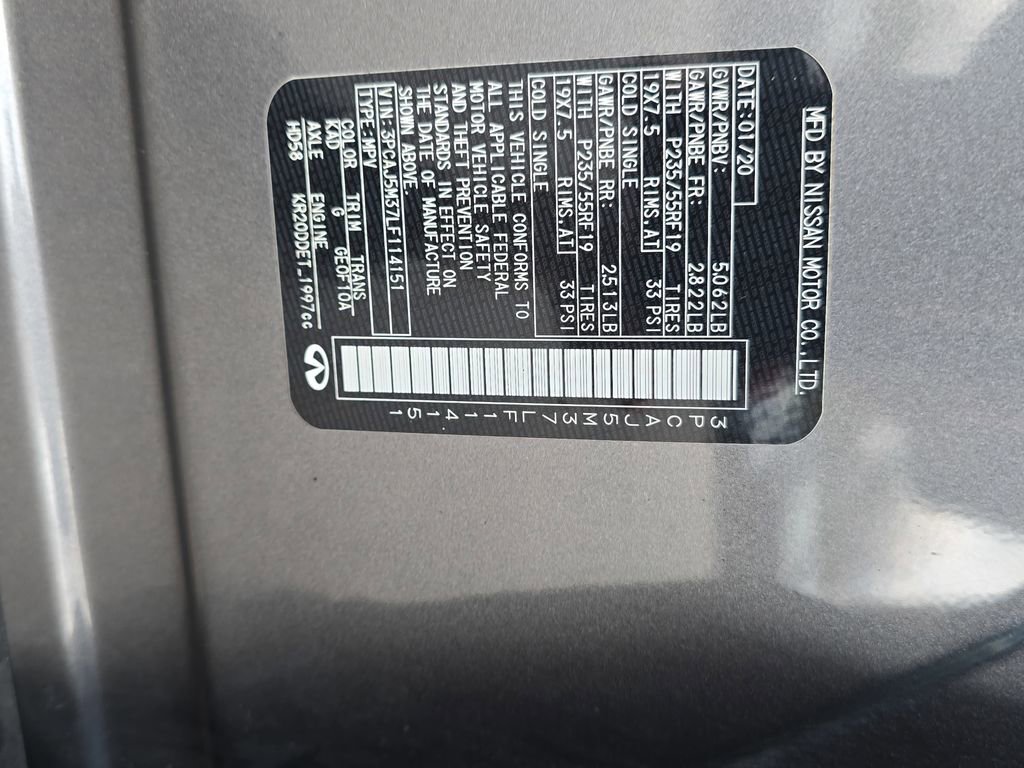 MFD BY NISSAN MOTOR CO.,LTD.
DATE:01/20
GVWR/PNBV: 5,062LB
GAWR/PNBE FR: 2,822LB
WITH P235/55RF19 TIRES
19X7.5 RIMS.AT 33 PSI
COLD SINGLE
GAWR/PNBE RR: 2,513LB
WITH P235/55RF19 TIRES
19X7.5 RIMS.AT 33 PSI
COLD SINGLE
THIS VEHICLE CONFORMS TO
ALL APPLICABLE FEDERAL
MOTOR VEHICLE SAFETY
AND THEFT PREVENTION
STANDARDS IN EFFECT ON
THE DATE OF MANUFACTURE
SHOWN ABOVE.
VIN:3PCAJ5M37LF114151
TYPE:MPV
COLOR TRIM TRANS
KAD G GE0F10A
AXLE ENGINE
HD58 KR20DDET 1997cc
3PCAJ5M37LF114151